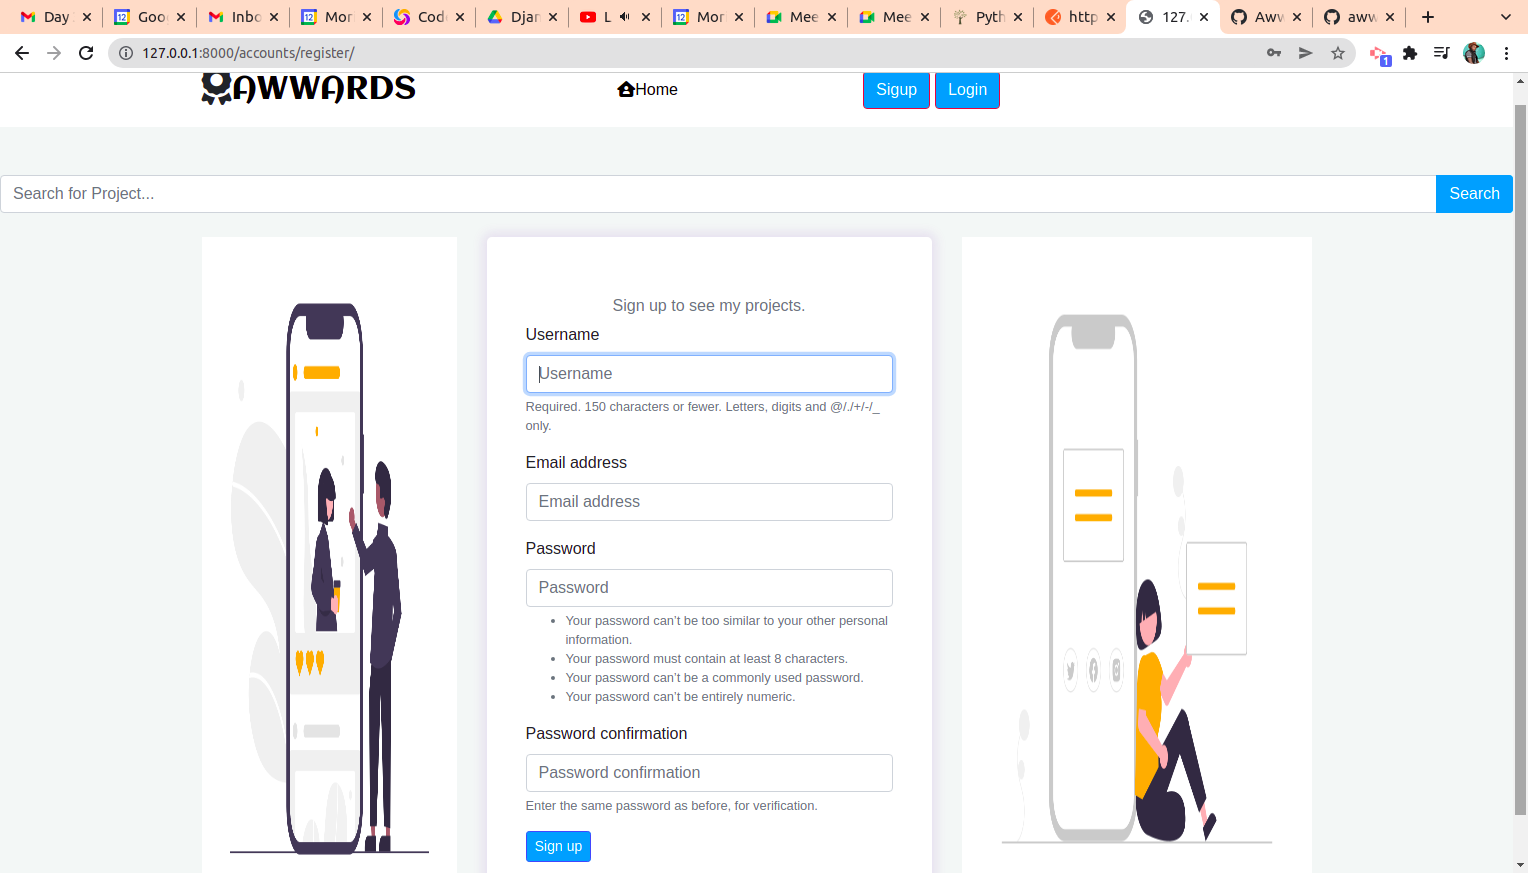 Day
Goo
Inbo
Mor
Code
Djan
L
Mor
Mee
Mee
Pyth
http
127.
Aww
aww
127.0.0.1:8000/accounts/register/
1
AWWARDS
Home
Sigup
Login
Search for Project...
Search
Sign up to see my projects.
Username
Username
Required. 150 characters or fewer. Letters, digits and @/./+/-/_
only.
Email address
Email address
Password
Password
• Your password can’t be too similar to your other personal
information.
• Your password must contain at least 8 characters.
• Your password can’t be a commonly used password.
• Your password can’t be entirely numeric.
Password confirmation
Password confirmation
Enter the same password as before, for verification.
Sign up